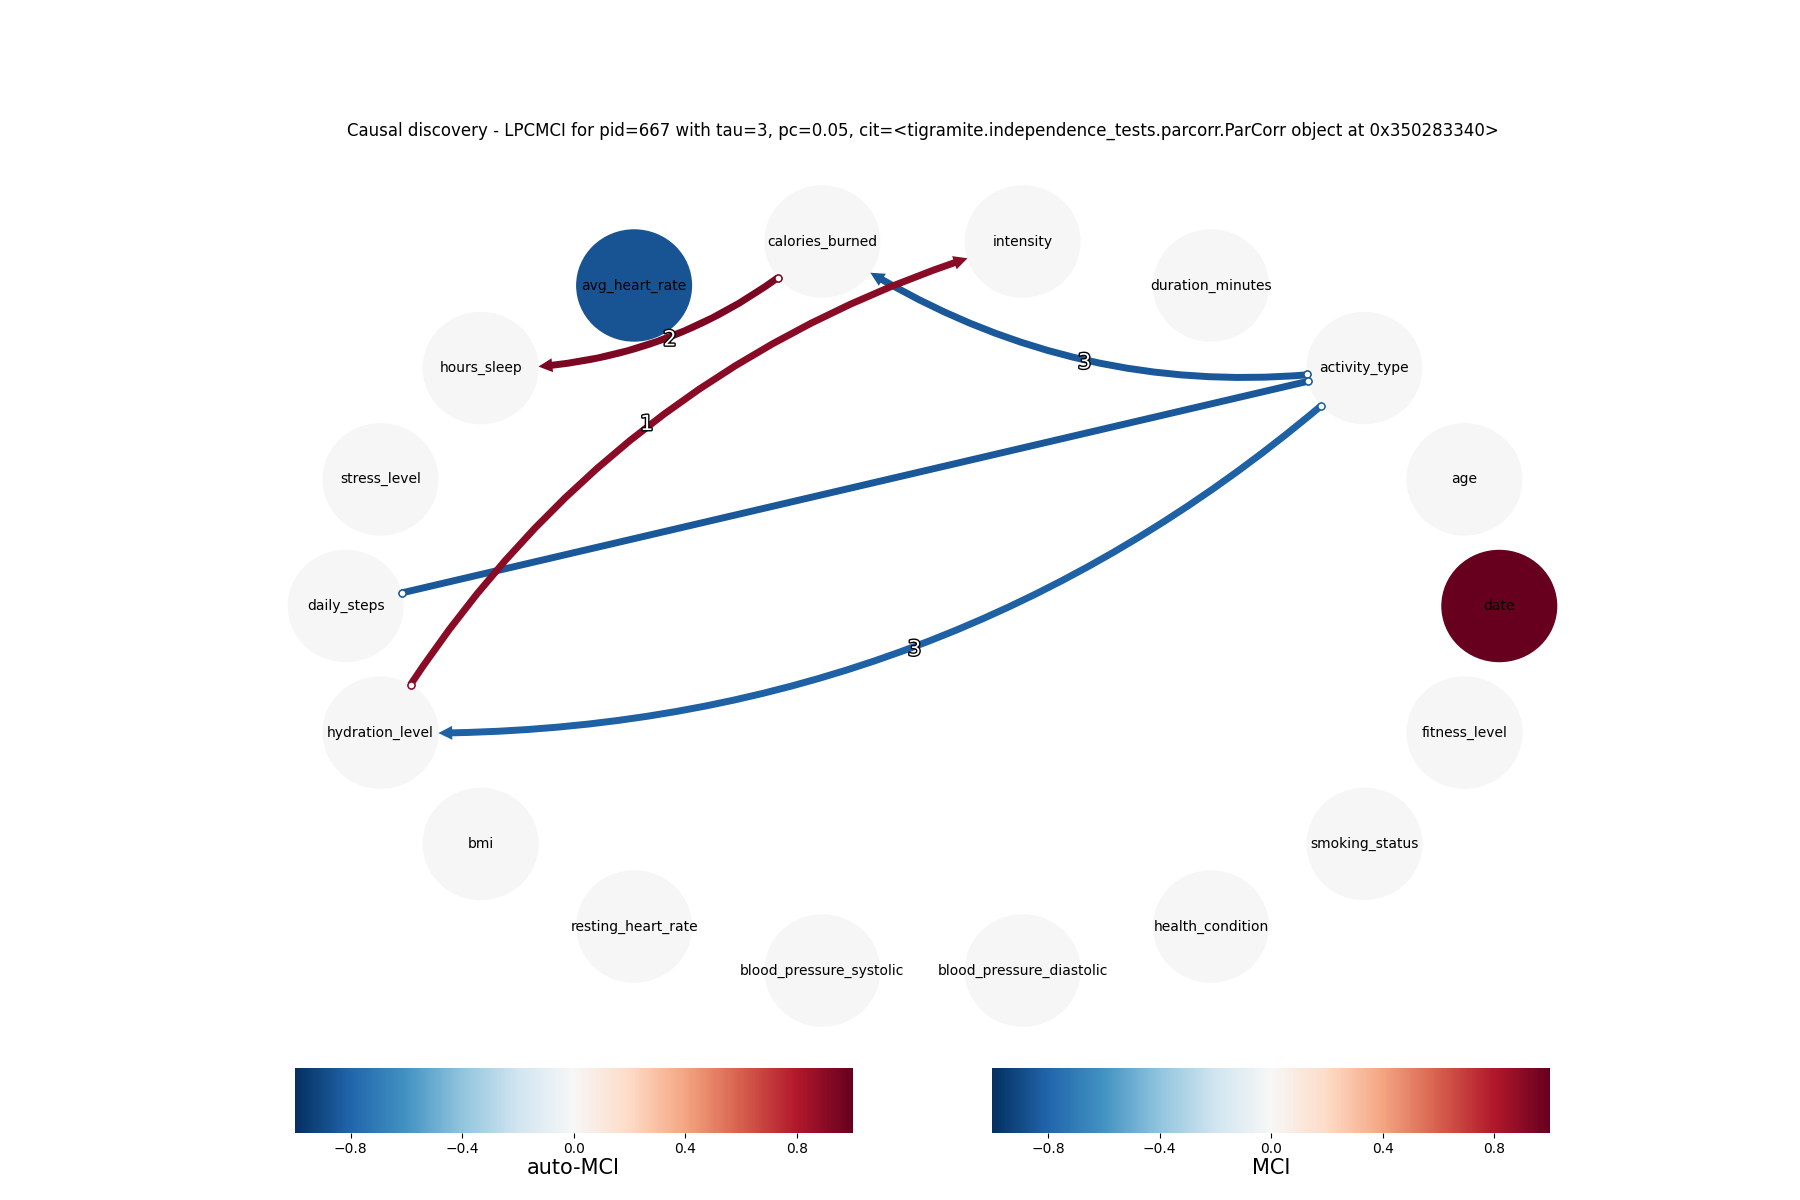 Causal discovery - LPCMCI for pid=667 with tau=3, pc=0.05, cit=<tigramite.independence_tests.parcorr.ParCorr object at 0x350283340>
calories_burned
intensity
avg_heart_rate
duration_minutes
2
3
hours_sleep
activity_type
1
stress_level
age
daily_steps
date
3
hydration_level
fitness_level
bmi
smoking_status
resting_heart_rate
health_condition
blood_pressure_systolic
blood_pressure_diastolic
−0.8 −0.4 0.0 0.4 0.8
auto-MCI
−0.8 −0.4 0.0 0.4 0.8
MCI